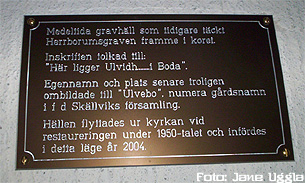 Medeltida gravhäll som tidigare täckt
Herrborumsgraven framme i koret.
Inskriften tolkad till:
"Här ligger Ulvidh....i Boda".
Egennamn och plats senare troligen
ombildade till "Ulvebo", numera gårdsnamn
i f d Skällviks församling.
Hällen flyttades ur kyrkan vid
restaureringen under 1950-talet och infördes
i detta läge år 2004.
Foto: Jane Uggla